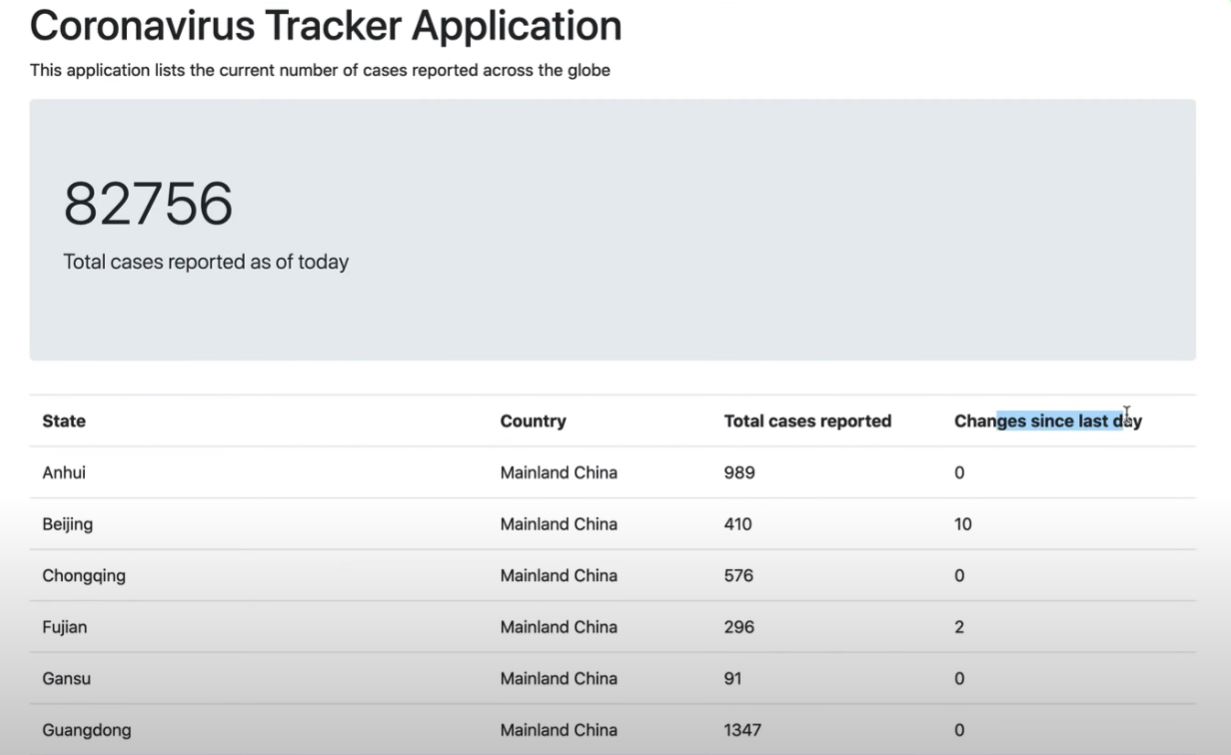 Coronavirus Tracker Application
This application lists the current number of cases reported across the globe
82756
Total cases reported as of today
State Country Total cases reported Changes since last day
Anhui Mainland China 989 0
Beijing Mainland China 410 10
Chongqing Mainland China 576 0
Fujian Mainland China 296 2
Gansu Mainland China 91 0
Guangdong Mainland China 1347 0